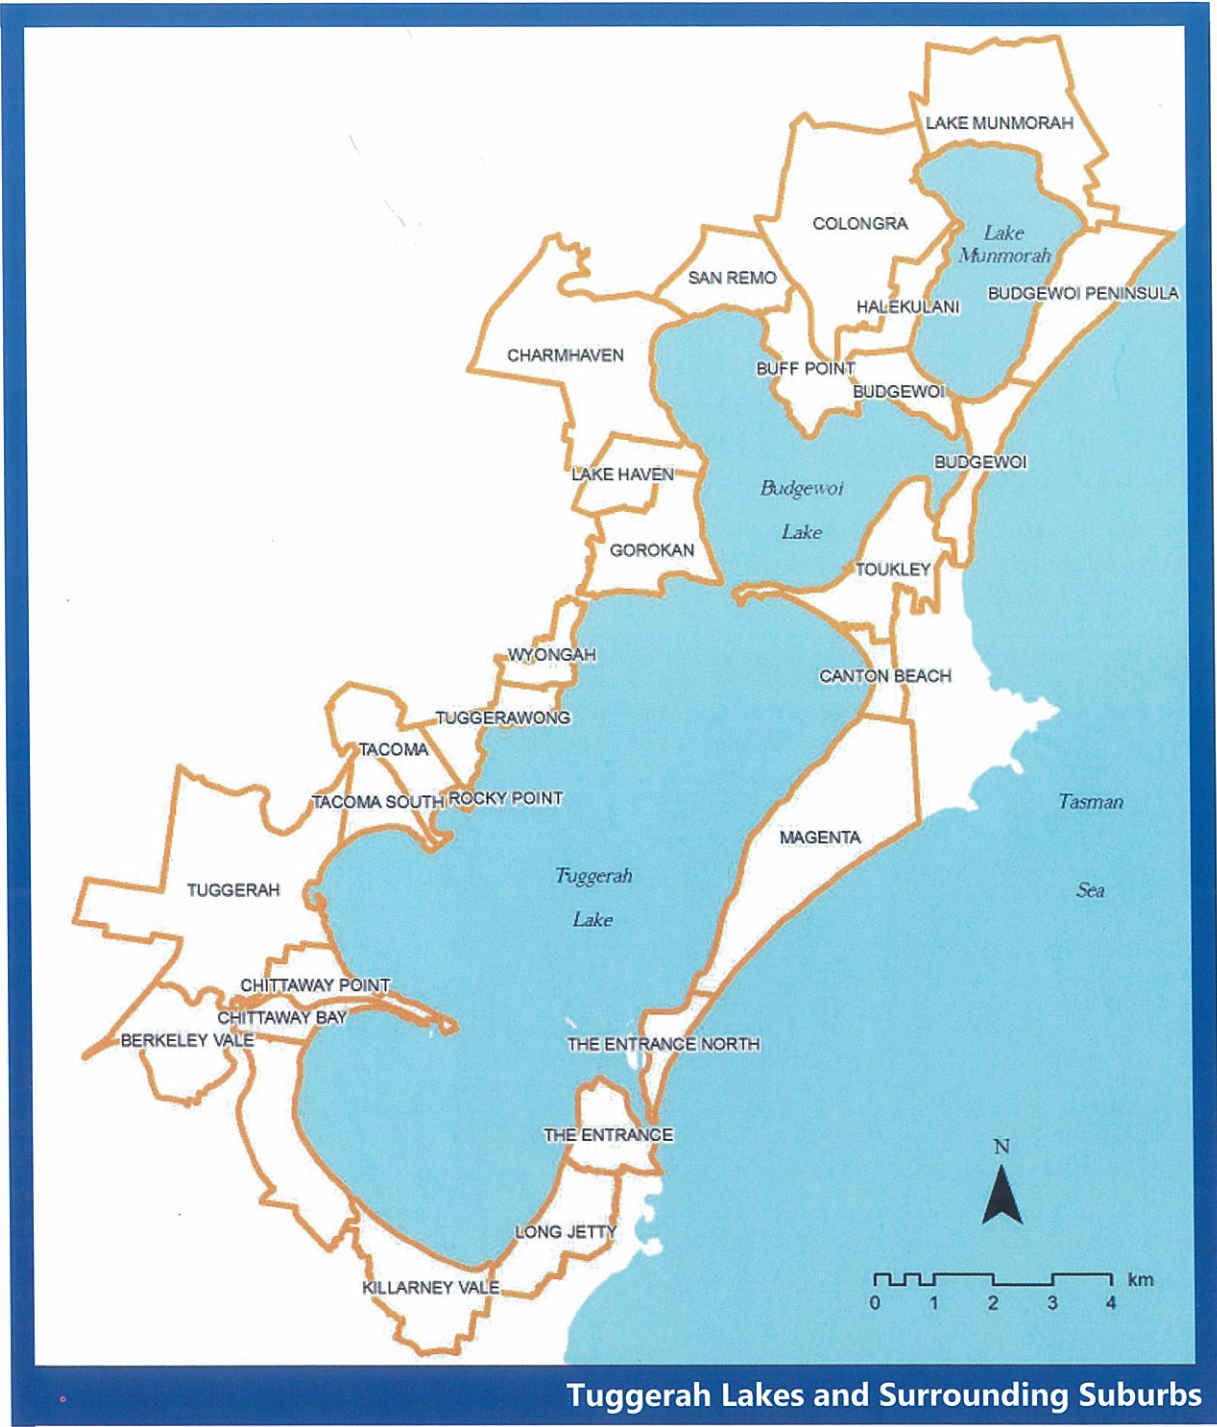 LAKE MUNMORAH
COLONGRA
Lake
Munmorah
SAN REMO
BUDGEWOI PENINSULA
HALEKULANI
CHARMHAVEN
BUFF POINT
BUDGEWOI
BUDGEWOI
LAKE HAVEN
Budgewoi
Lake
GOROKAN
TOUKLEY
WYONGAH
CANTON BEACH
TUGGERAWONG
TACOMA
TACOMA SOUTH
ROCKY POINT
Tasman
Sea
MAGENTA
Tuggerah
Lake
TUGGERAH
CHITTAWAY POINT
CHITTAWAY BAY
BERKELEY VALE
THE ENTRANCE NORTH
THE ENTRANCE
N
LONG JETTY
KILLARNEY VALE
km
0 1 2 3 4
Tuggerah Lakes and Surrounding Suburbs